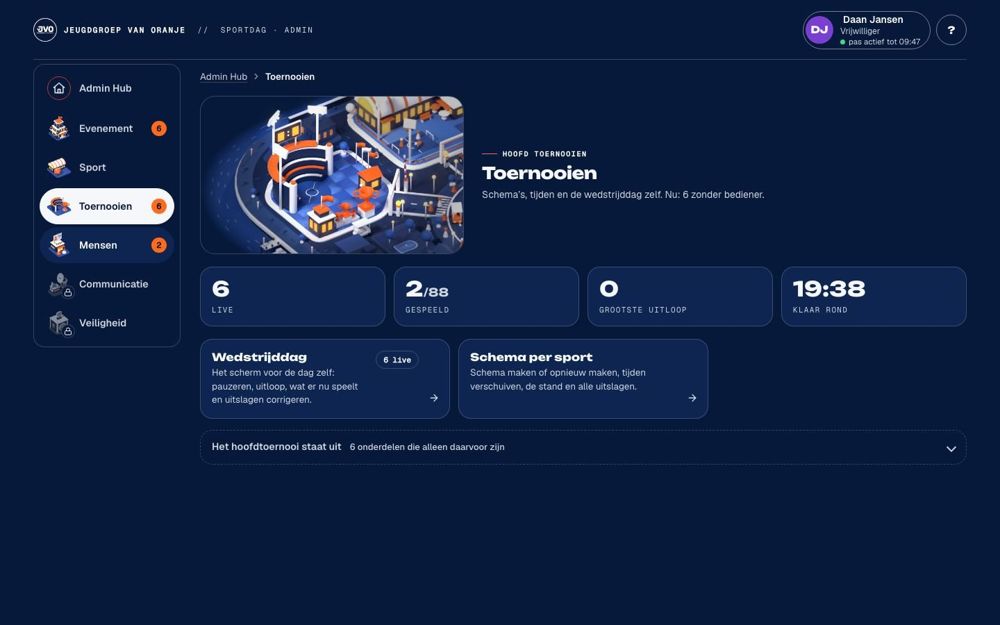 JVO JEUGDGROEP VAN ORANJE // SPORTDAG · ADMIN
DJ
Daan Jansen
Vrijwilliger
pas actief tot 09:47
?
Admin Hub
Evenement 6
Sport
Toernooien 6
Mensen 2
Communicatie
Veiligheid
Admin Hub > Toernooien
HOOFD TOERNOOIEN
Toernooien
Schema's, tijden en de wedstrijddag zelf. Nu: 6 zonder bediener.
6
LIVE
2/88
GESPEELD
0
GROOTSTE UITLOOP
19:38
KLAAR ROND
Wedstrijddag
6 live
Het scherm voor de dag zelf:
pauzeren, uitloop, wat er nu speelt
en uitslagen corrigeren.
Schema per sport
Schema maken of opnieuw maken, tijden
verschuiven, de stand en alle uitslagen.
Het hoofdtoernooi staat uit 6 onderdelen die alleen daarvoor zijn